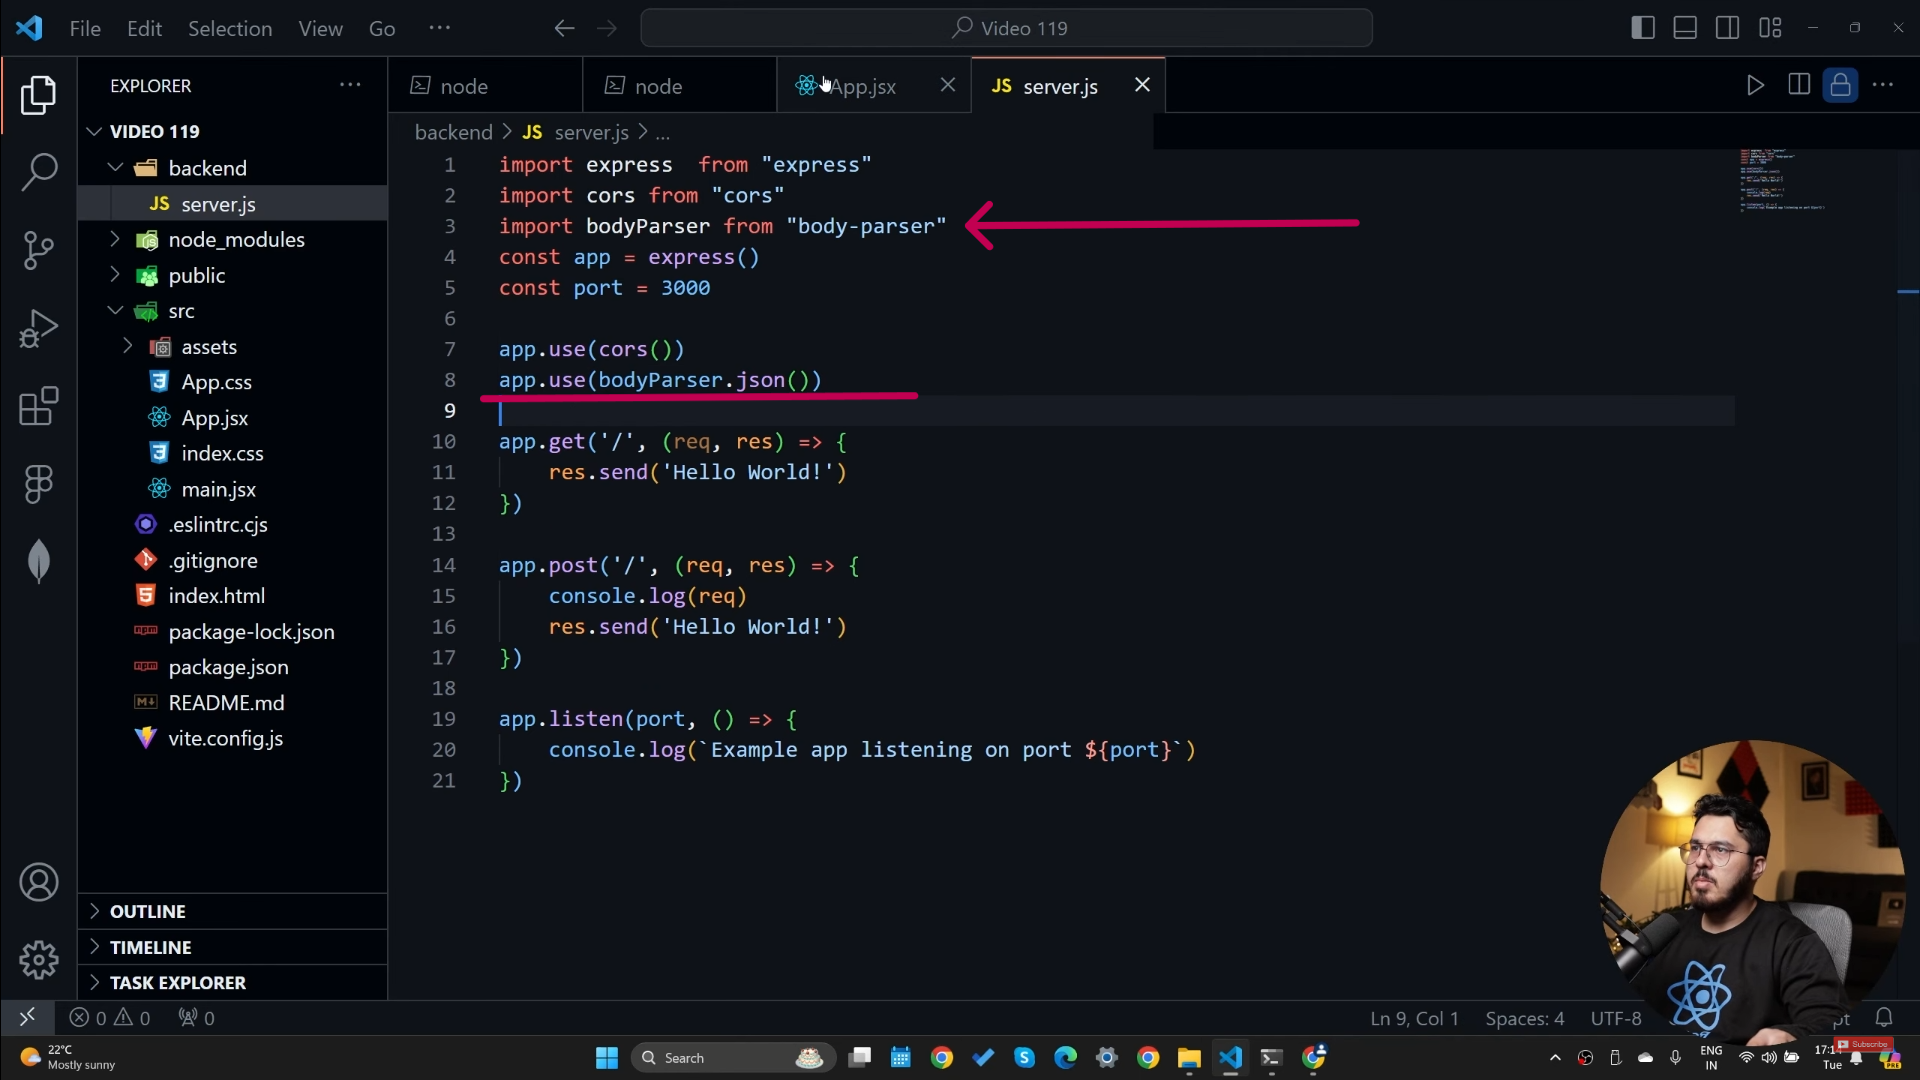 File Edit Selection View Go ...
Video 119
EXPLORER
VIDEO 119
backend
JS server.js
node_modules
public
src
assets
App.css
App.jsx
index.css
main.jsx
.eslintrc.cjs
.gitignore
index.html
package-lock.json
package.json
README.md
vite.config.js
OUTLINE
TIMELINE
TASK EXPLORER
node node App.jsx JS server.js
backend > JS server.js > ...
1 import express  from "express"
2 import cors from "cors"
3 import bodyParser from "body-parser"
4 const app = express()
5 const port = 3000
6
7 app.use(cors())
8 app.use(bodyParser.json())
9
10 app.get('/', (req, res) => {
11     res.send('Hello World!')
12 })
13
14 app.post('/', (req, res) => {
15     console.log(req)
16     res.send('Hello World!')
17 })
18
19 app.listen(port, () => {
20     console.log(`Example app listening on port ${port}`)
21 })
0 0 0
Ln 9, Col 1 Spaces: 4 UTF-8
22°C
Mostly sunny
Search
ENG
IN
Tue
Subscribe
PRE